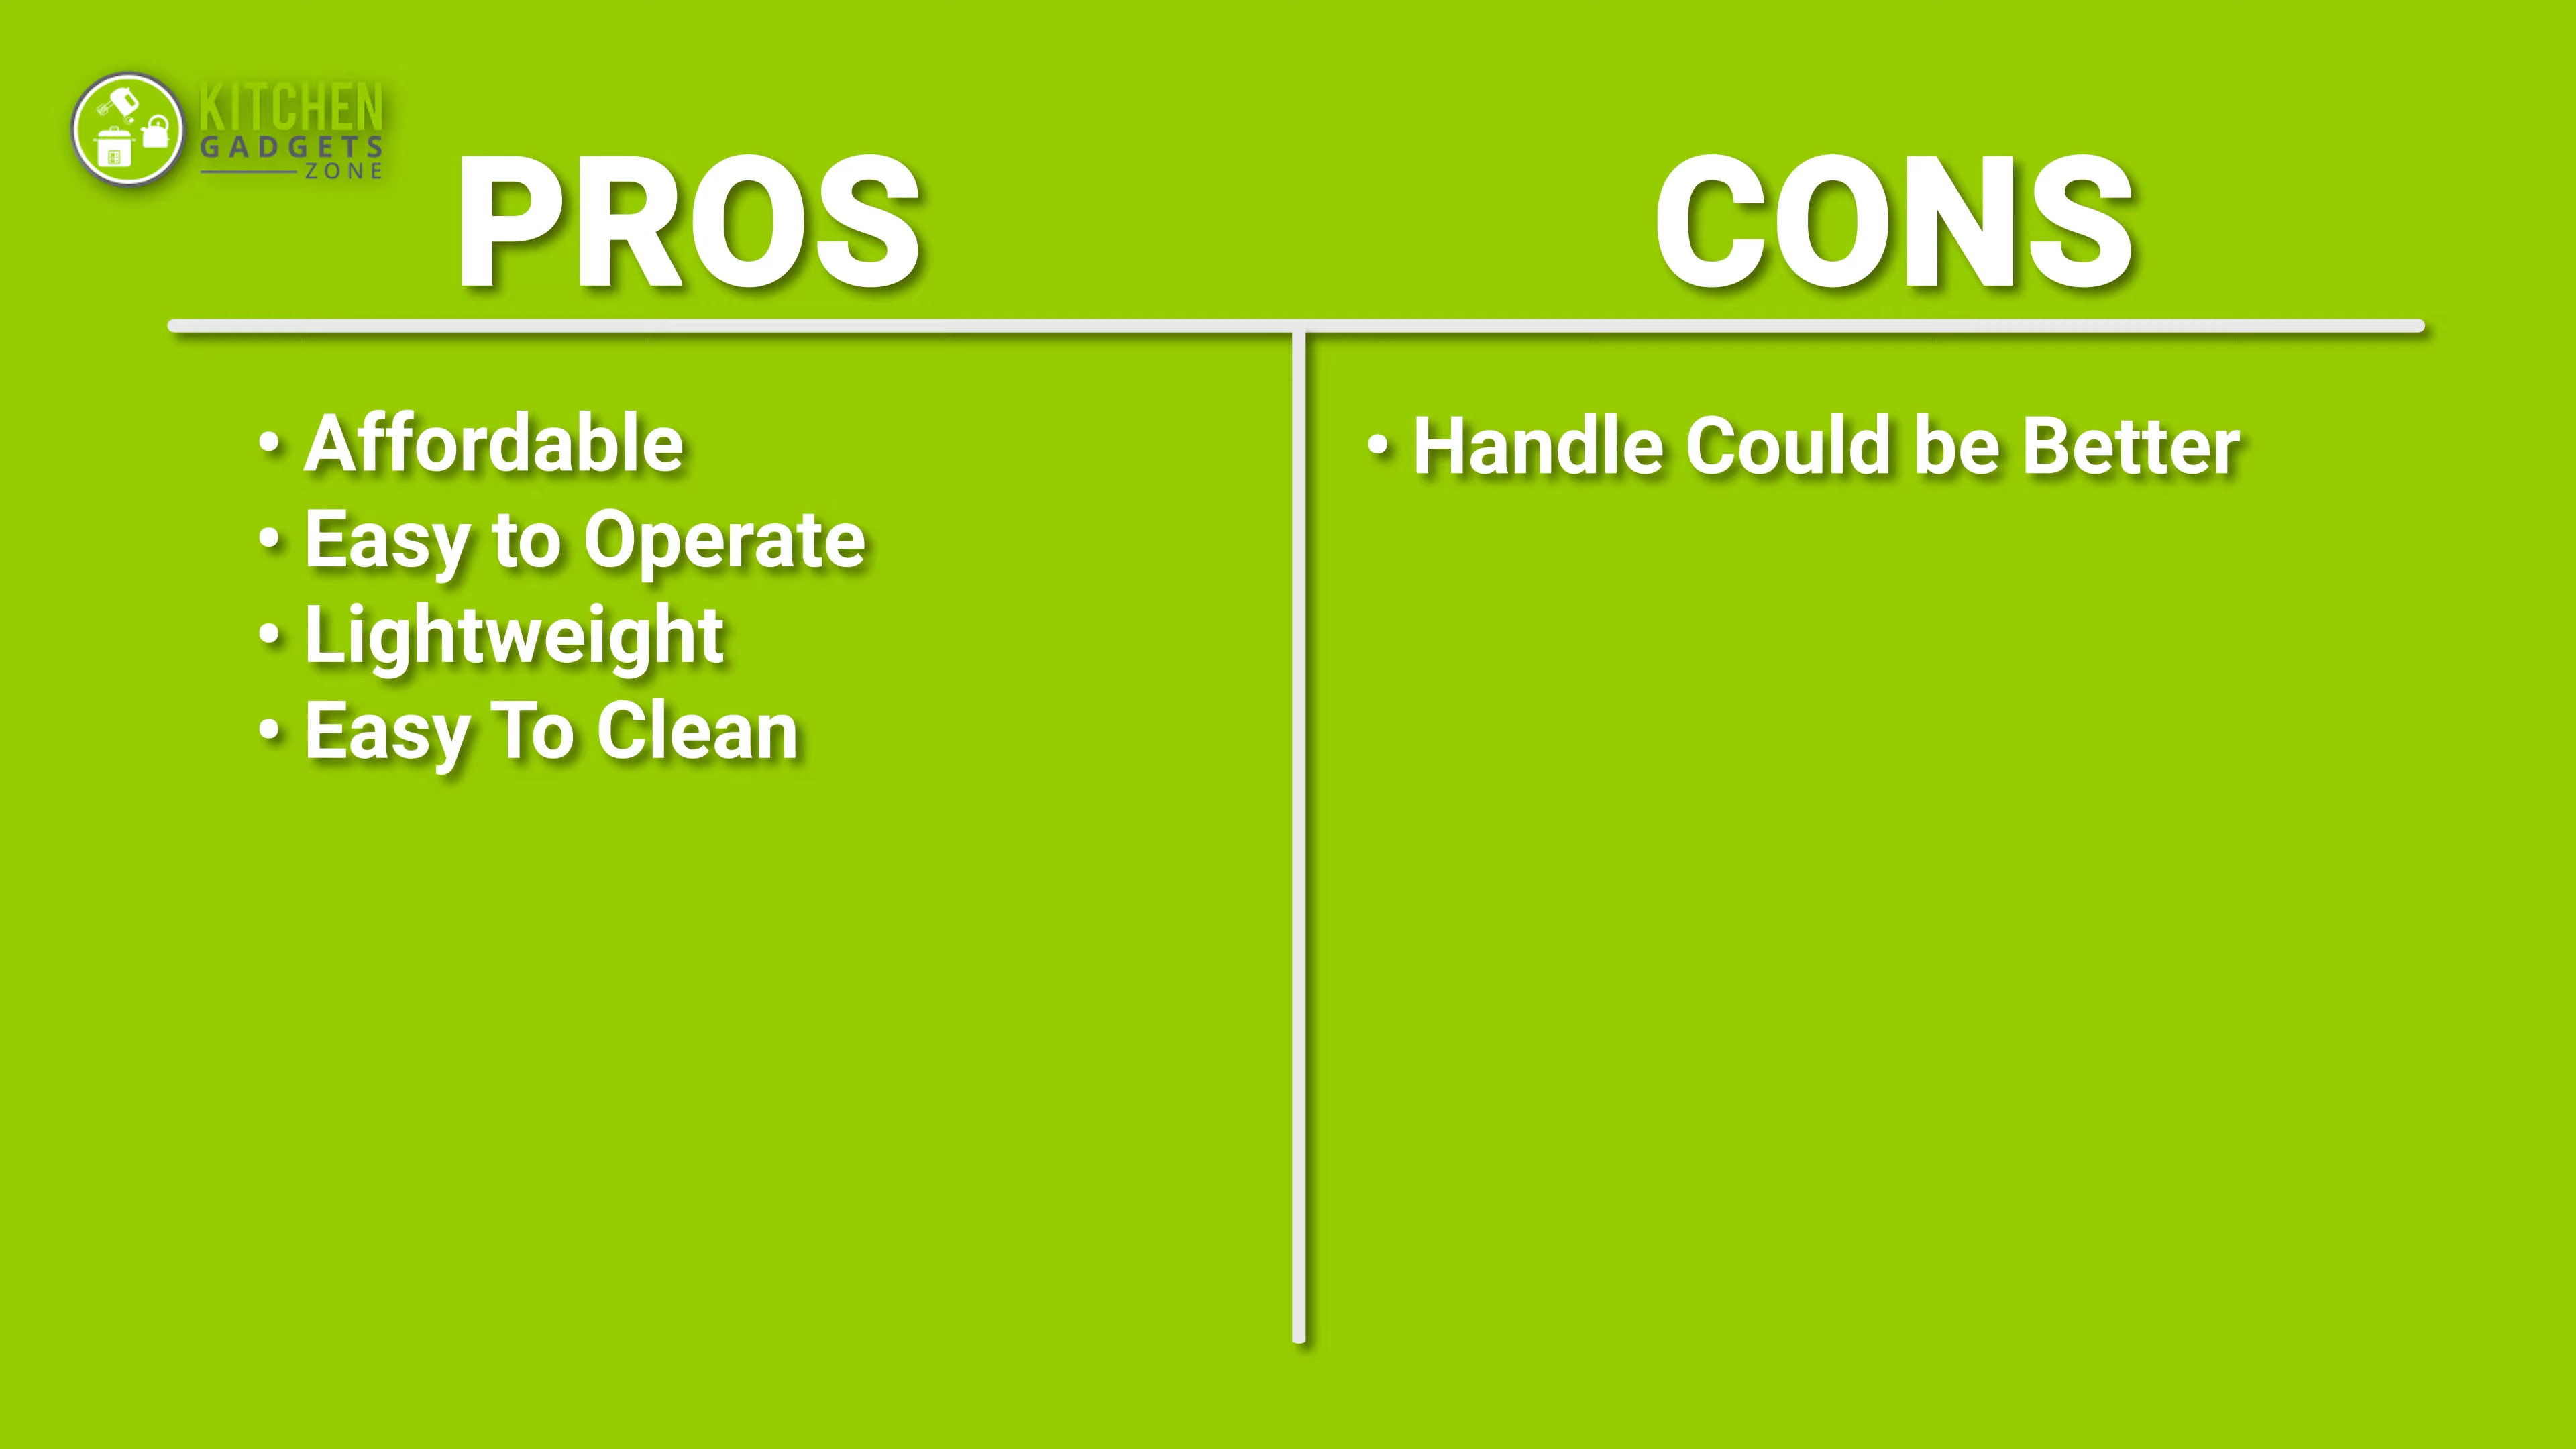 KITCHEN
GADGETS
ZONE
PROS
• Affordable
• Easy to Operate
• Lightweight
• Easy To Clean
CONS
• Handle Could be Better